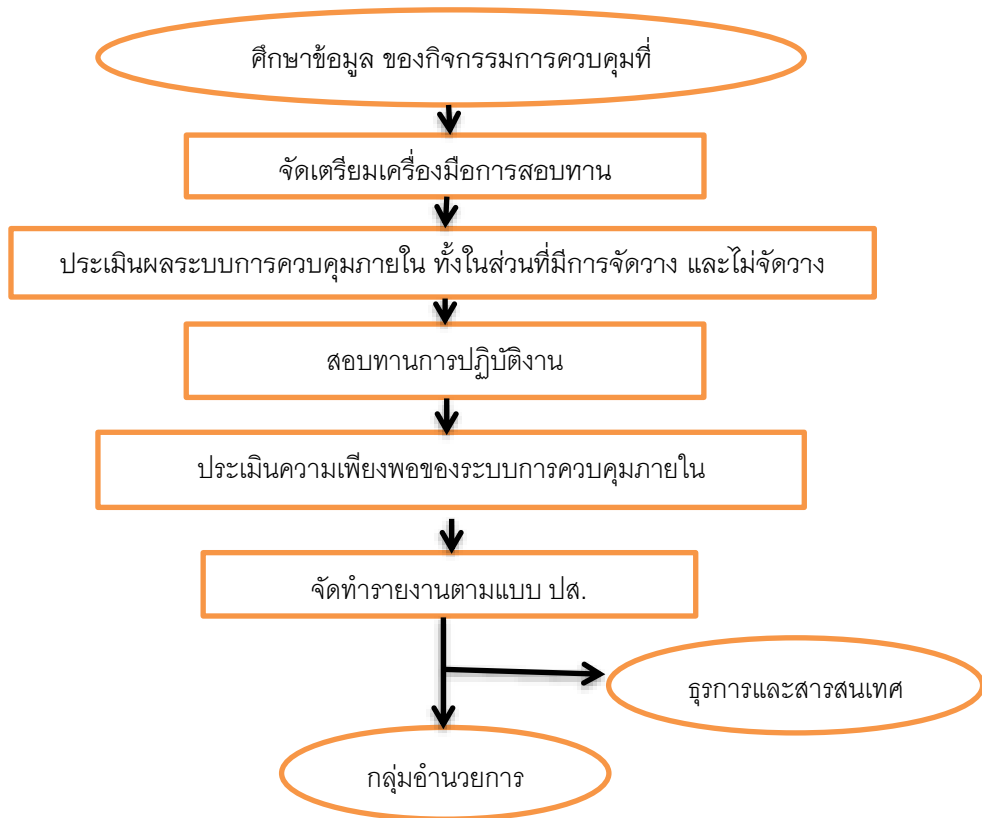 ศึกษาข้อมูล ของกิจกรรมการควบคุมที่
จัดเตรียมเครื่องมือการสอบทาน
ประเมินผลระบบการควบคุมภายใน ทั้งในส่วนที่มีการจัดวาง และไม่จัดวาง
สอบทานการปฏิบัติงาน
ประเมินความเพียงพอของระบบการควบคุมภายใน
จัดทำรายงานตามแบบ ปส.
ธุรการและสารสนเทศ
กลุ่มอำนวยการ